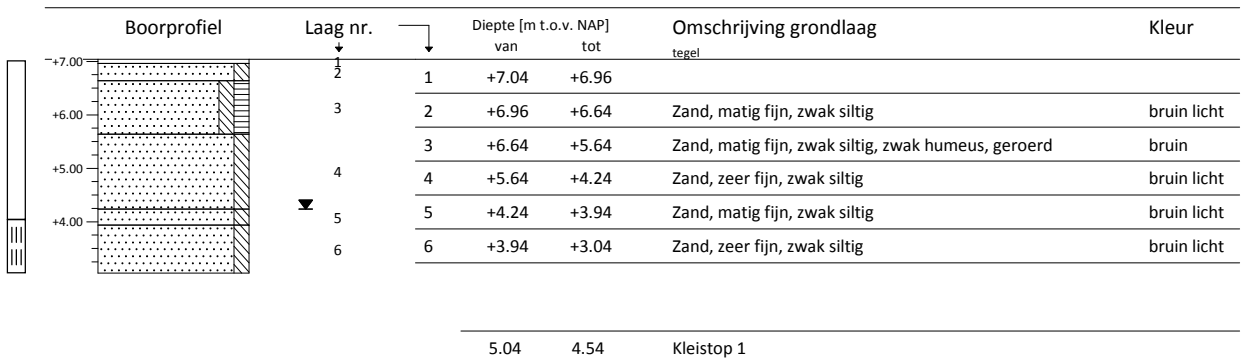 Boorprofiel Laag nr. Diepte [m t.o.v. NAP] Omschrijving grondlaag Kleur
van tot
tegel
+7.00
+6.00
+5.00
+4.00
1
2
3
4
5
6
1 +7.04 +6.96
2 +6.96 +6.64 Zand, matig fijn, zwak siltig bruin licht
3 +6.64 +5.64 Zand, matig fijn, zwak siltig, zwak humeus, geroerd bruin
4 +5.64 +4.24 Zand, zeer fijn, zwak siltig bruin licht
5 +4.24 +3.94 Zand, matig fijn, zwak siltig bruin licht
6 +3.94 +3.04 Zand, zeer fijn, zwak siltig bruin licht
5.04 4.54 Kleistop 1